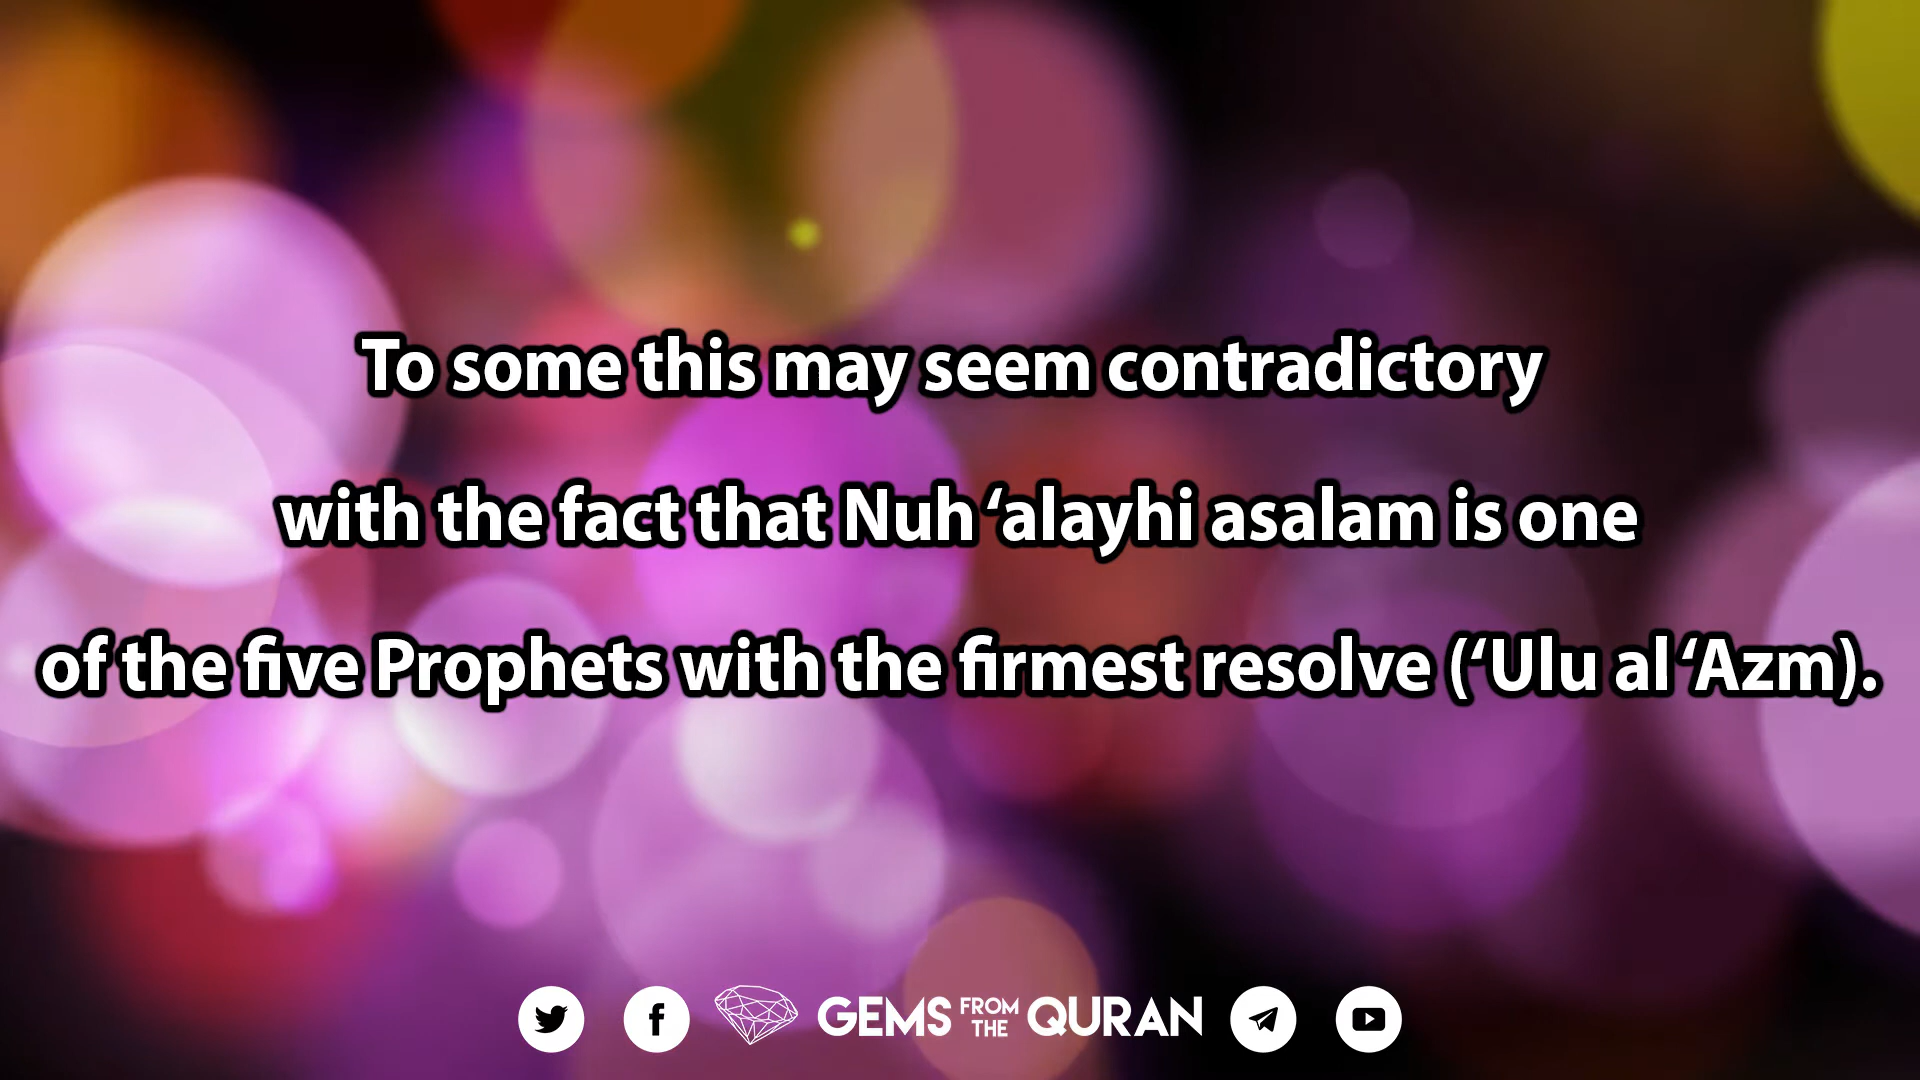 To some this may seem contradictory
with the fact that Nuh ‘alayhi asalam is one
of the five Prophets with the firmest resolve (‘Ulu al ‘Azm).
GEMS FROM THE QURAN